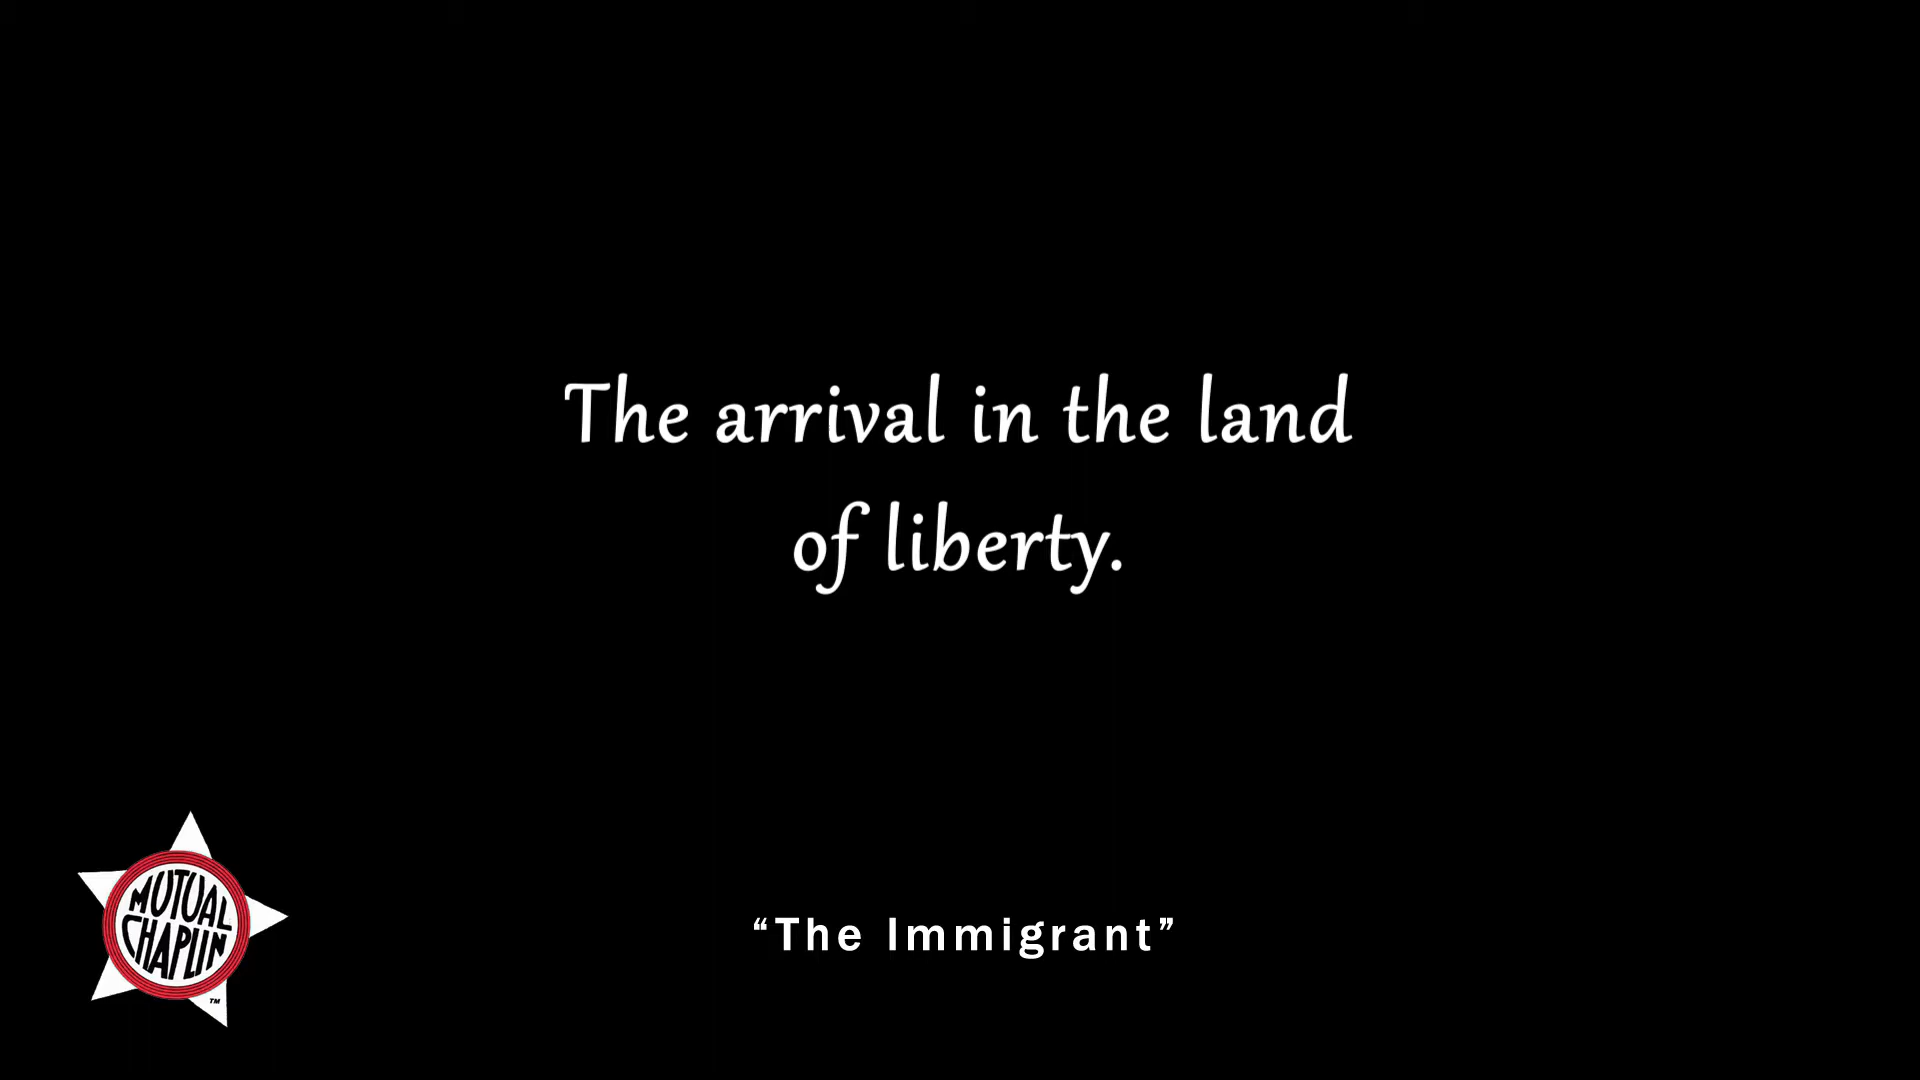 The arrival in the land
of liberty.
MUTUAL
CHAPLIN
TM
“The Immigrant”